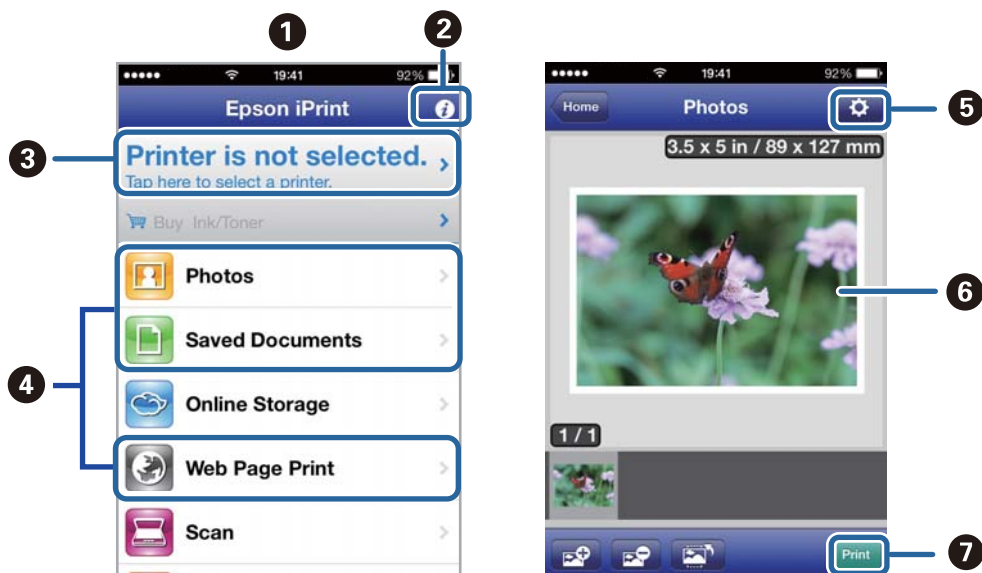 1
2
19:41
92%
Epson iPrint
3
Printer is not selected.
Tap here to select a printer.
Buy Ink/Toner
Photos
Saved Documents
4
Online Storage
Web Page Print
Scan
19:41
92%
Home
Photos
5
3.5 x 5 in / 89 x 127 mm
6
1 / 1
Print
7